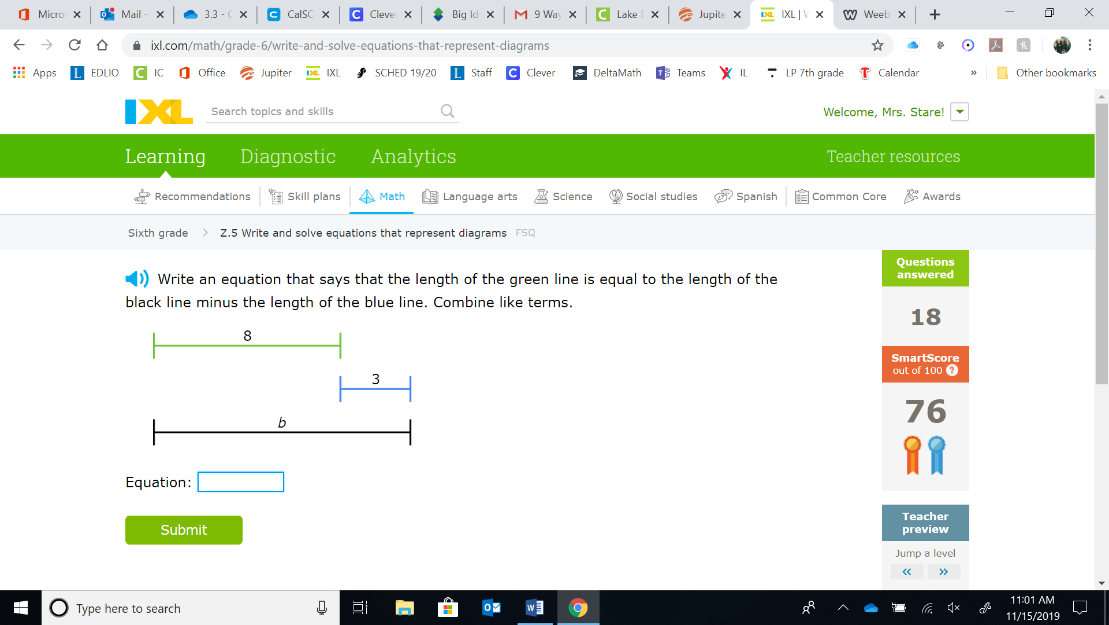 Micro
Mail -
3.3 - C
CalSC
Clever
Big Id
9 Way
Lake
Jupite
IXL | W
Weeb
ixl.com/math/grade-6/write-and-solve-equations-that-represent-diagrams
Apps
EDLIO
IC
Office
Jupiter
IXL
SCHED 19/20
Staff
Clever
DeltaMath
Teams
IL
LP 7th grade
Calendar
»
Other bookmarks
IXL
Search topics and skills
Welcome, Mrs. Stare!
Learning
Diagnostic
Analytics
Teacher resources
Recommendations
Skill plans
Math
Language arts
Science
Social studies
Spanish
Common Core
Awards
Sixth grade > Z.5 Write and solve equations that represent diagrams FSQ
Write an equation that says that the length of the green line is equal to the length of the
black line minus the length of the blue line. Combine like terms.
8
3
b
Equation:
Submit
Questions
answered
18
SmartScore
out of 100 ?
76
Teacher
preview
Jump a level
« »
Type here to search
11:01 AM
11/15/2019